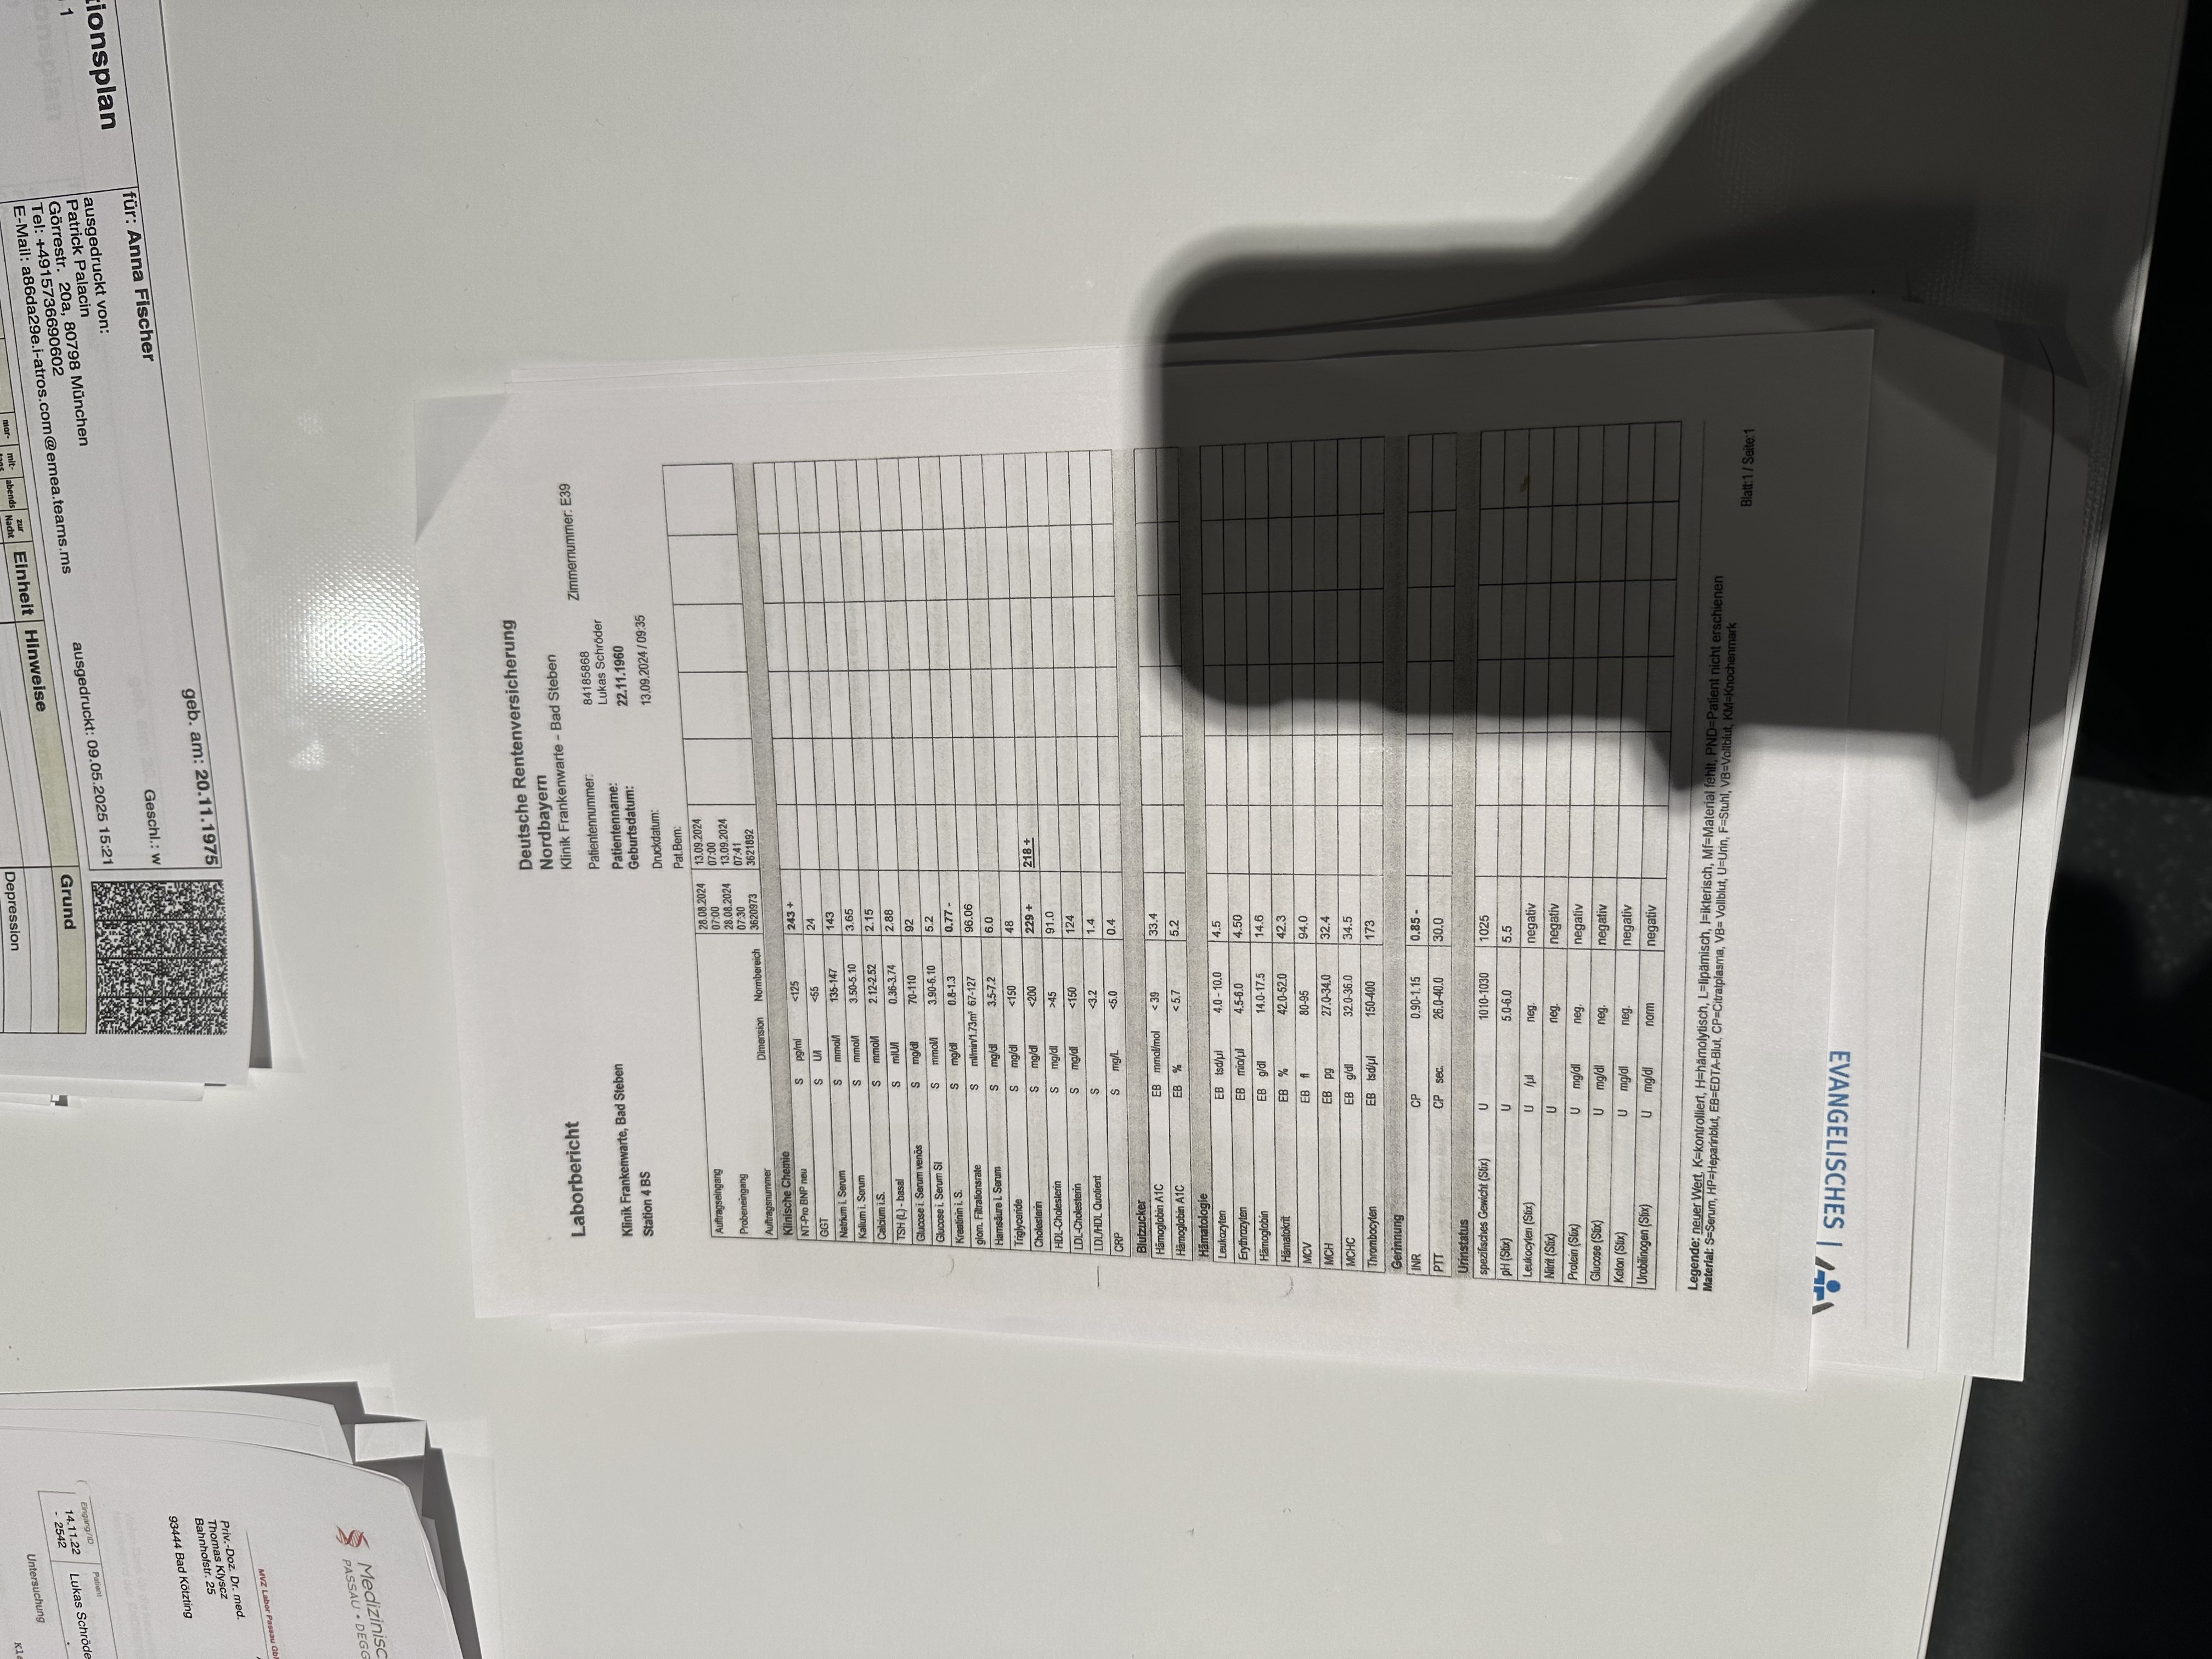 Untersuchung
Eingang/ID
Patient
14.11.22
Lukas Schröde
- 2542
93444 Bad Kötzting
Bahnhofstr. 25
Thomas Klyscz
Priv.-Doz. Dr. med.
MVZ Labor Passau
PASSAU • DEGG
Medizinisc
Depression
Grund
Hinweise
Einheit
zur Nacht
abends
mit-
mor-
tionsplan
für: Anna Fischer
geb. am: 20.11.1975
ausgedruckt von:
Patrick Palacin
Görresstr. 20a, 80798 München
Tel: +4915736690602
E-Mail: a86da29e.i-atros.com@emea.teams.ms
Geschl.: w
ausgedruckt: 09.05.2025 15:21
Deutsche Rentenversicherung
Nordbayern
Klinik Frankenwarte - Bad Steben
Laborbericht
Zimmernummer: E39
Patientennummer: 84185868
Klinik Frankenwarte, Bad Steben
Patientenname: Lukas Schröder
Station 4 BS
Geburtsdatum: 22.11.1960
Druckdatum: 13.09.2024 / 09:35
Pat.Bem:
Auftragseingang 28.08.2024 07:00 13.09.2024 07:00
Probeneingang 28.08.2024 07:30 13.09.2024 07:41
Auftragsnummer Dimension Normbereich 3620973 3621892
Klinische Chemie
NT-Pro BNP neu S pg/ml <125 243 +
GGT S U/l <55 24
Natrium i. Serum S mmol/l 135-147 143
Kalium i. Serum S mmol/l 3.50-5.10 3.65
Calcium i.S. S mmol/l 2.12-2.52 2.15
TSH (L) - basal S mIU/l 0.36-3.74 2.88
Glucose i. Serum venös S mg/dl 70-110 92
Glucose i. Serum SI S mmol/l 3.90-6.10 5.2
Kreatinin i. S. S mg/dl 0.8-1.3 0.77 -
glom. Filtrationsrate S ml/min/1.73m² 67-127 96.06
Harnsäure i. Serum S mg/dl 3.5-7.2 6.0
Triglyceride S mg/dl <150 48
Cholesterin S mg/dl <200 229 + 218 +
HDL-Cholesterin S mg/dl >45 91.0
LDL-Cholesterin S mg/dl <150 124
LDL/HDL Quotient S <3.2 1.4
CRP S mg/L <5.0 0.4
Blutzucker
Hämoglobin A1C EB mmol/mol < 39 33.4
Hämoglobin A1C EB % < 5.7 5.2
Hämatologie
Leukozyten EB tsd/µl 4.0 - 10.0 4.5
Erythrozyten EB mio/µl 4.5-6.0 4.50
Hämoglobin EB g/dl 14.0-17.5 14.6
Hämatokrit EB % 42.0-52.0 42.3
MCV EB fl 80-95 94.0
MCH EB pg 27.0-34.0 32.4
MCHC EB g/dl 32.0-36.0 34.5
Thrombocyten EB tsd/µl 150-400 173
Gerinnung
INR CP 0.90-1.15 0.85 -
PTT CP sec. 26.0-40.0 30.0
Urinstatus
spezifisches Gewicht (Stix) U 1010-1030 1025
pH (Stix) U 5.0-6.0 5.5
Leukocyten (Stix) U /µl neg. negativ
Nitrit (Stix) U neg. negativ
Protein (Stix) U mg/dl neg. negativ
Glucose (Stix) U mg/dl neg. negativ
Keton (Stix) U mg/dl neg. negativ
Urobilinogen (Stix) U mg/dl norm negativ
Legende: neuer Wert, K=kontrolliert, H=hämolytisch, L=lipämisch, I=ikterisch, Mf=Material fehlt, PND=Patient nicht erschienen
Material: S=Serum, HP=Heparinblut, EB=EDTA-Blut, CP=Citratplasma, VB= Vollblut, U=Urin, F=Stuhl, VB=Vollblut, KM=Knochenmark
Blatt:1 / Seite:1
EVANGELISCHES